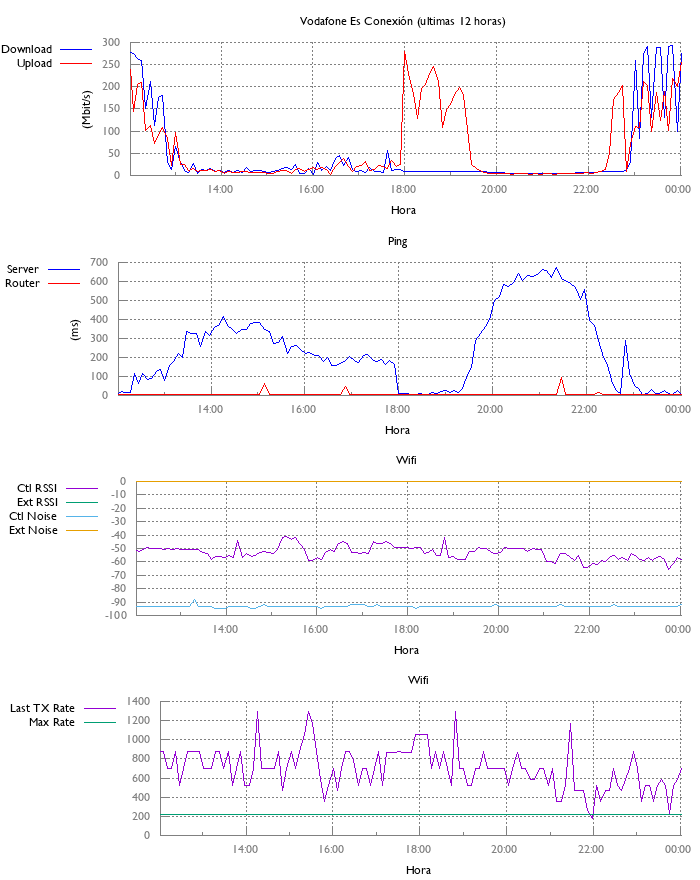 Vodafone Es Conexión (ultimas 12 horas)
Download
Upload
(Mbit/s)
300
250
200
150
100
50
0
14:00 16:00 18:00 20:00 22:00 00:00
Hora
Ping
Server
Router
(ms)
700
600
500
400
300
200
100
0
14:00 16:00 18:00 20:00 22:00 00:00
Hora
Wifi
Ctl RSSI
Ext RSSI
Ctl Noise
Ext Noise
0
-10
-20
-30
-40
-50
-60
-70
-80
-90
-100
14:00 16:00 18:00 20:00 22:00 00:00
Hora
Wifi
Last TX Rate
Max Rate
1400
1200
1000
800
600
400
200
0
14:00 16:00 18:00 20:00 22:00 00:00
Hora